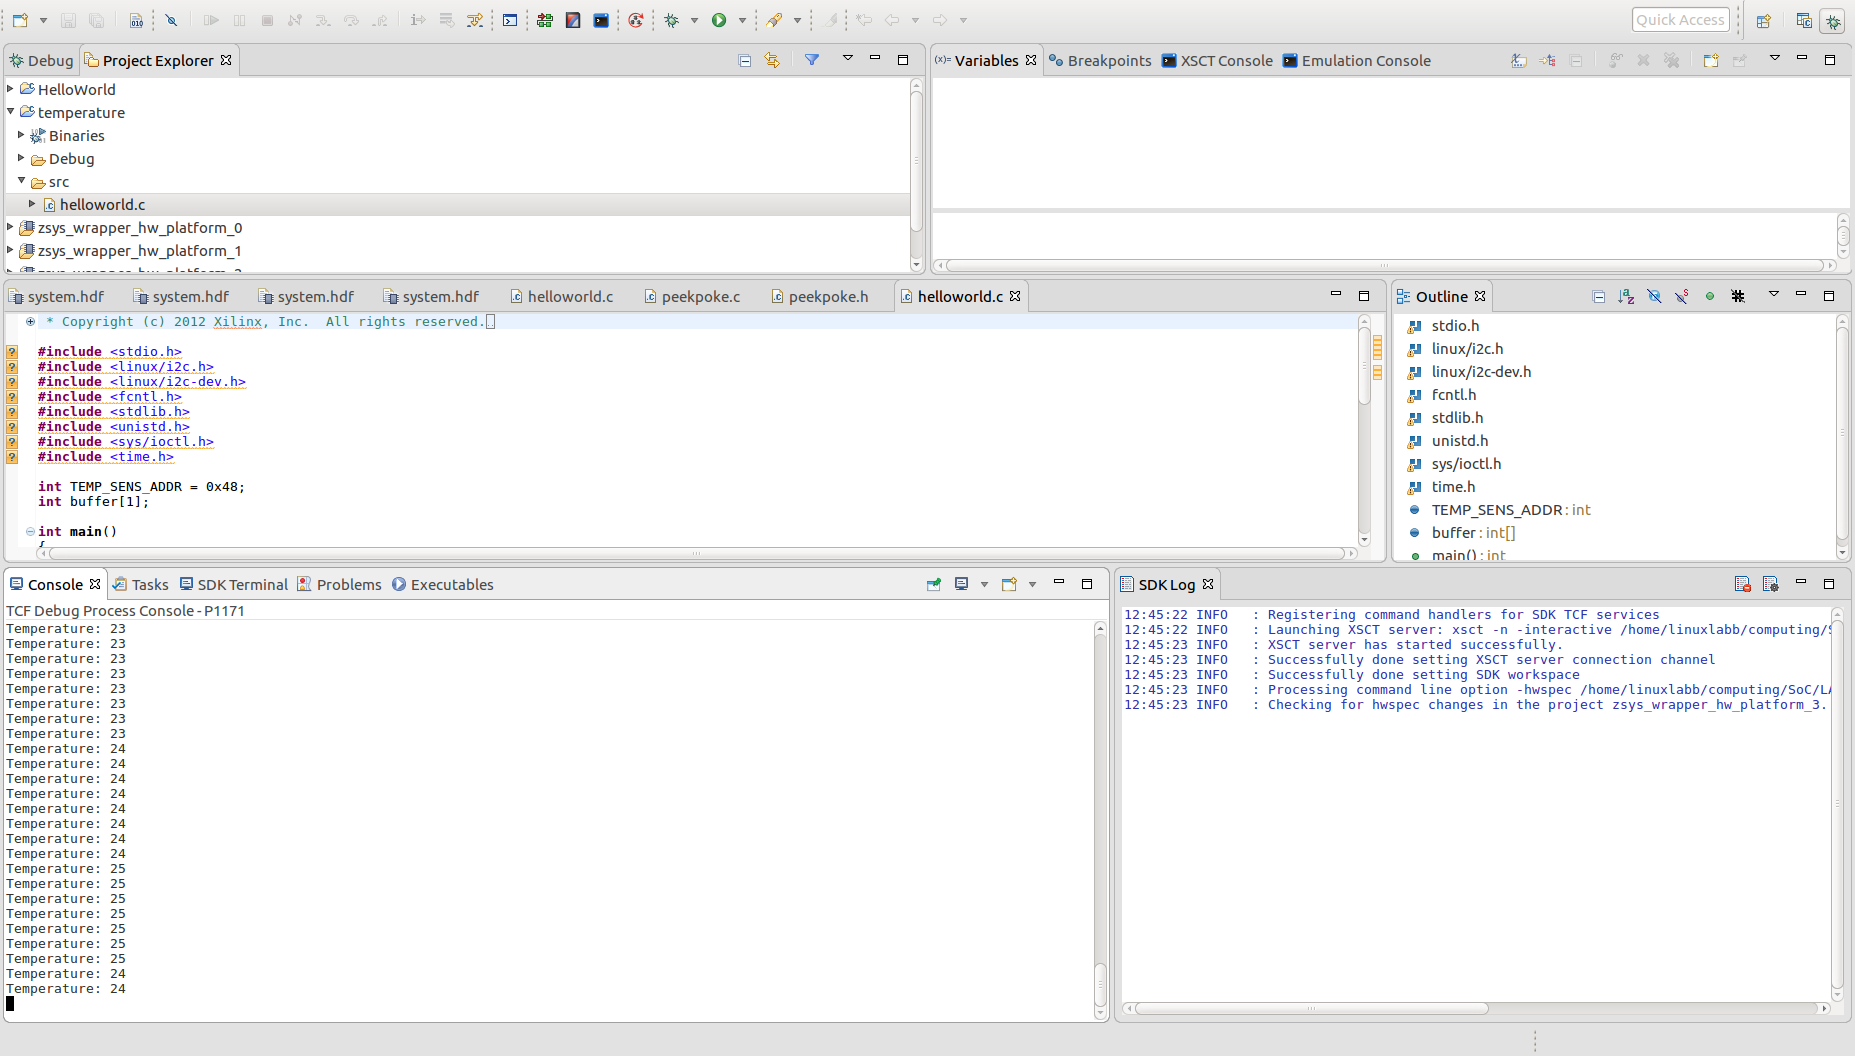 Quick Access
Debug
Project Explorer
HelloWorld
temperature
Binaries
Debug
src
helloworld.c
zsys_wrapper_hw_platform_0
zsys_wrapper_hw_platform_1
(x)= Variables
Breakpoints
XSCT Console
Emulation Console
system.hdf
system.hdf
system.hdf
system.hdf
helloworld.c
peekpoke.c
peekpoke.h
helloworld.c
* Copyright (c) 2012 Xilinx, Inc.  All rights reserved.
#include <stdio.h>
#include <linux/i2c.h>
#include <linux/i2c-dev.h>
#include <fcntl.h>
#include <stdlib.h>
#include <unistd.h>
#include <sys/ioctl.h>
#include <time.h>
int TEMP_SENS_ADDR = 0x48;
int buffer[1];
int main()
{
Outline
stdio.h
linux/i2c.h
linux/i2c-dev.h
fcntl.h
stdlib.h
unistd.h
sys/ioctl.h
time.h
TEMP_SENS_ADDR : int
buffer : int[]
main() : int
Console
Tasks
SDK Terminal
Problems
Executables
TCF Debug Process Console - P1171
Temperature: 23
Temperature: 23
Temperature: 23
Temperature: 23
Temperature: 23
Temperature: 23
Temperature: 23
Temperature: 23
Temperature: 24
Temperature: 24
Temperature: 24
Temperature: 24
Temperature: 24
Temperature: 24
Temperature: 24
Temperature: 24
Temperature: 25
Temperature: 25
Temperature: 25
Temperature: 25
Temperature: 25
Temperature: 25
Temperature: 25
Temperature: 24
Temperature: 24
SDK Log
12:45:22 INFO   : Registering command handlers for SDK TCF services
12:45:22 INFO   : Launching XSCT server: xsct -n -interactive /home/linuxlabb/computing/
12:45:23 INFO   : XSCT server has started successfully.
12:45:23 INFO   : Successfully done setting XSCT server connection channel
12:45:23 INFO   : Successfully done setting SDK workspace
12:45:23 INFO   : Processing command line option -hwspec /home/linuxlabb/computing/SoC/LA
12:45:23 INFO   : Checking for hwspec changes in the project zsys_wrapper_hw_platform_3.